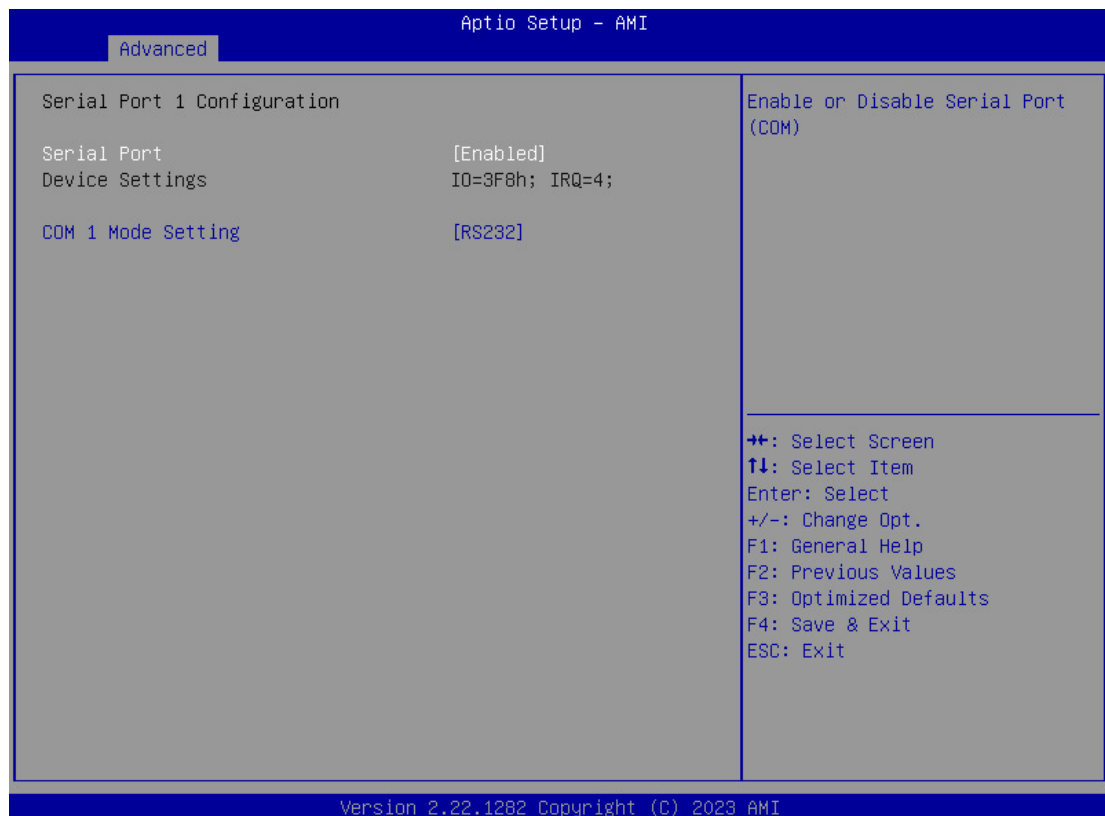 Aptio Setup – AMI
Advanced
Serial Port 1 Configuration
Serial Port [Enabled]
Device Settings IO=3F8h; IRQ=4;
COM 1 Mode Setting [RS232]
Enable or Disable Serial Port
(COM)
→←: Select Screen
↑↓: Select Item
Enter: Select
+/-: Change Opt.
F1: General Help
F2: Previous Values
F3: Optimized Defaults
F4: Save & Exit
ESC: Exit
Version 2.22.1282 Copyright (C) 2023 AMI